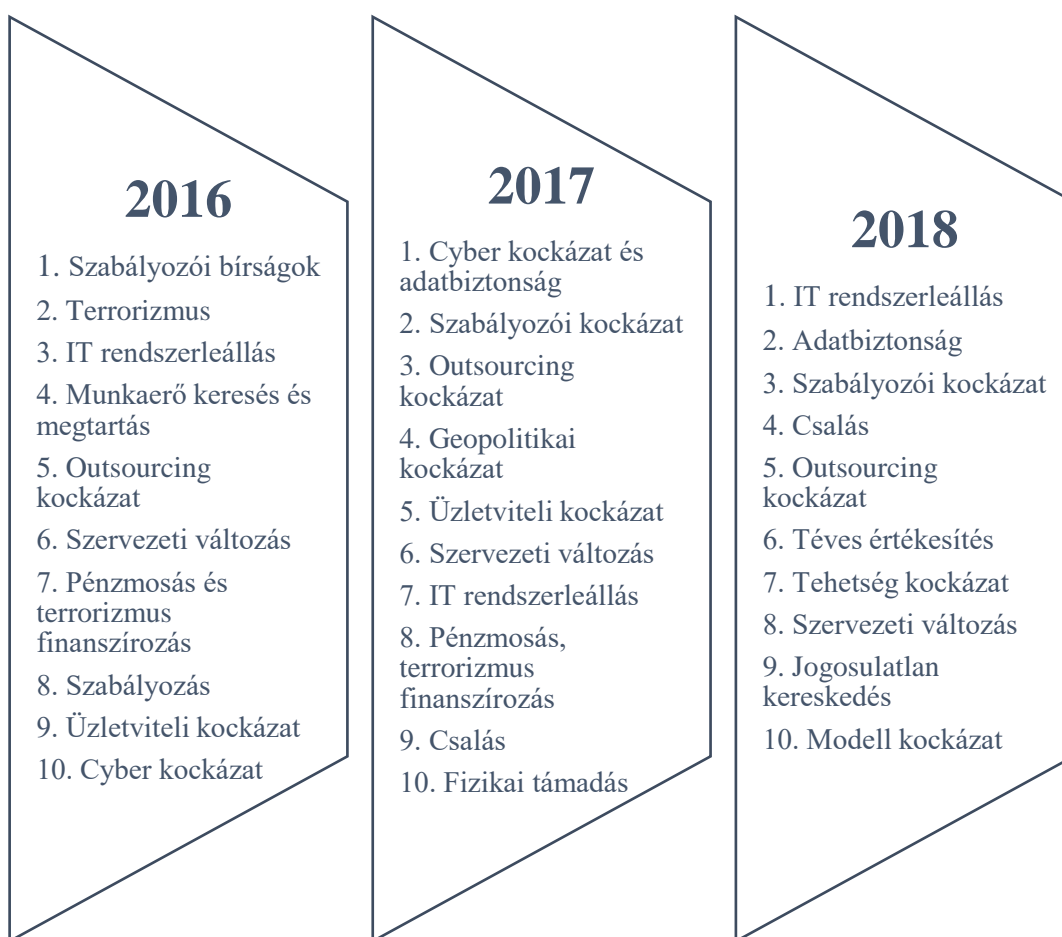 2016
1. Szabályozói bírságok
2. Terrorizmus
3. IT rendszerleállás
4. Munkaerő keresés és
megtartás
5. Outsourcing
kockázat
6. Szervezeti változás
7. Pénzmosás és
terrorizmus
finanszírozás
8. Szabályozás
9. Üzletviteli kockázat
10. Cyber kockázat
2017
1. Cyber kockázat és
adatbiztonság
2. Szabályozói kockázat
3. Outsourcing
kockázat
4. Geopolitikai
kockázat
5. Üzletviteli kockázat
6. Szervezeti változás
7. IT rendszerleállás
8. Pénzmosás,
terrorizmus
finanszírozás
9. Csalás
10. Fizikai támadás
2018
1. IT rendszerleállás
2. Adatbiztonság
3. Szabályozói kockázat
4. Csalás
5. Outsourcing
kockázat
6. Téves értékesítés
7. Tehetség kockázat
8. Szervezeti változás
9. Jogosulatlan
kereskedés
10. Modell kockázat